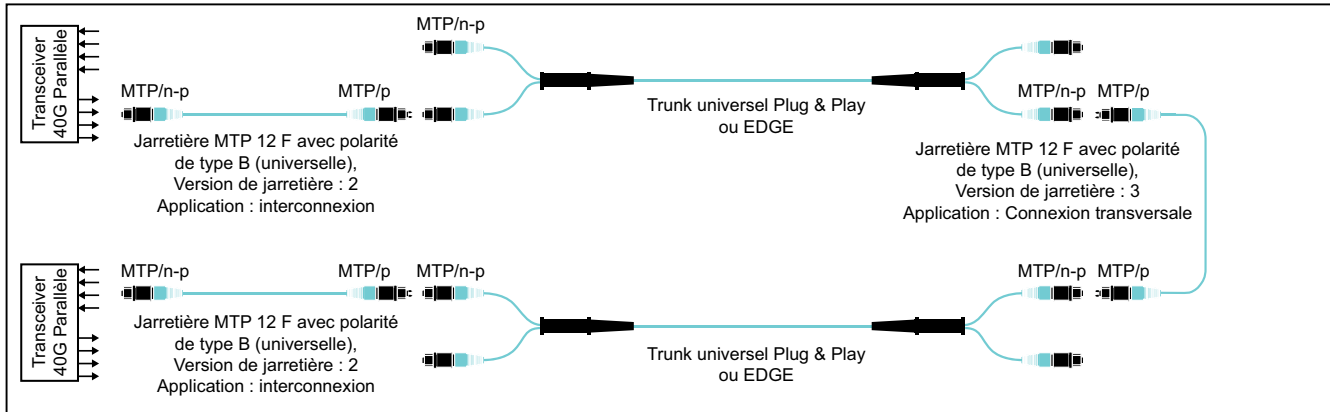 Transceiver
40G Parallèle
MTP/n-p
MTP/p
Jarretière MTP 12 F avec polarité
de type B (universelle),
Version de jarretière : 2
Application : interconnexion
MTP/n-p
Trunk universel Plug & Play
ou EDGE
MTP/n-p
MTP/p
Jarretière MTP 12 F avec polarité
de type B (universelle),
Version de jarretière : 3
Application : Connexion transversale
Transceiver
40G Parallèle
MTP/n-p
MTP/p
MTP/n-p
Jarretière MTP 12 F avec polarité
de type B (universelle),
Version de jarretière : 2
Application : interconnexion
Trunk universel Plug & Play
ou EDGE
MTP/n-p
MTP/p